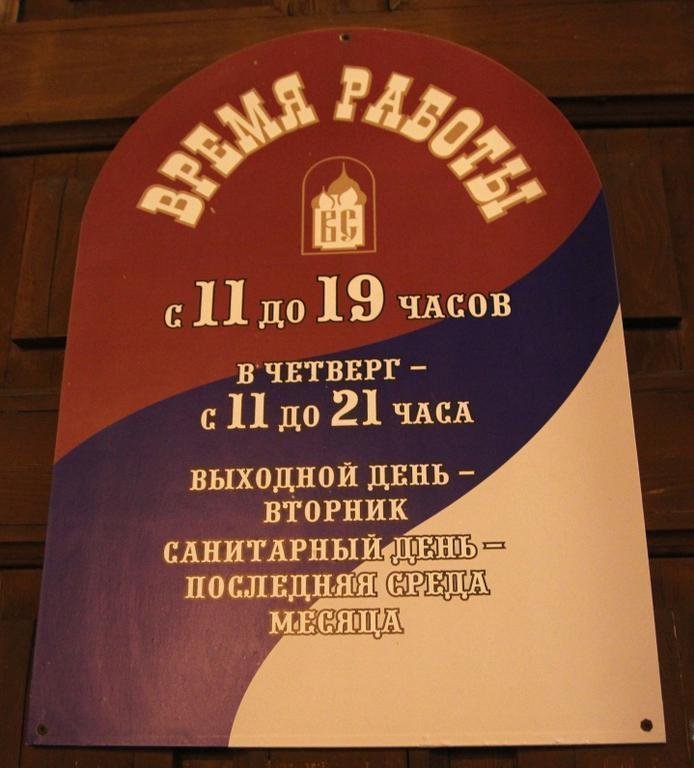 ВРЕМЯ РАБОТЫ
ВС
С 11 ДО 19 ЧАСОВ
В ЧЕТВЕРГ –
С 11 ДО 21 ЧАСА
ВЫХОДНОЙ ДЕНЬ –
ВТОРНИК
САНИТАРНЫЙ ДЕНЬ –
ПОСЛЕДНЯЯ СРЕДА
МЕСЯЦА